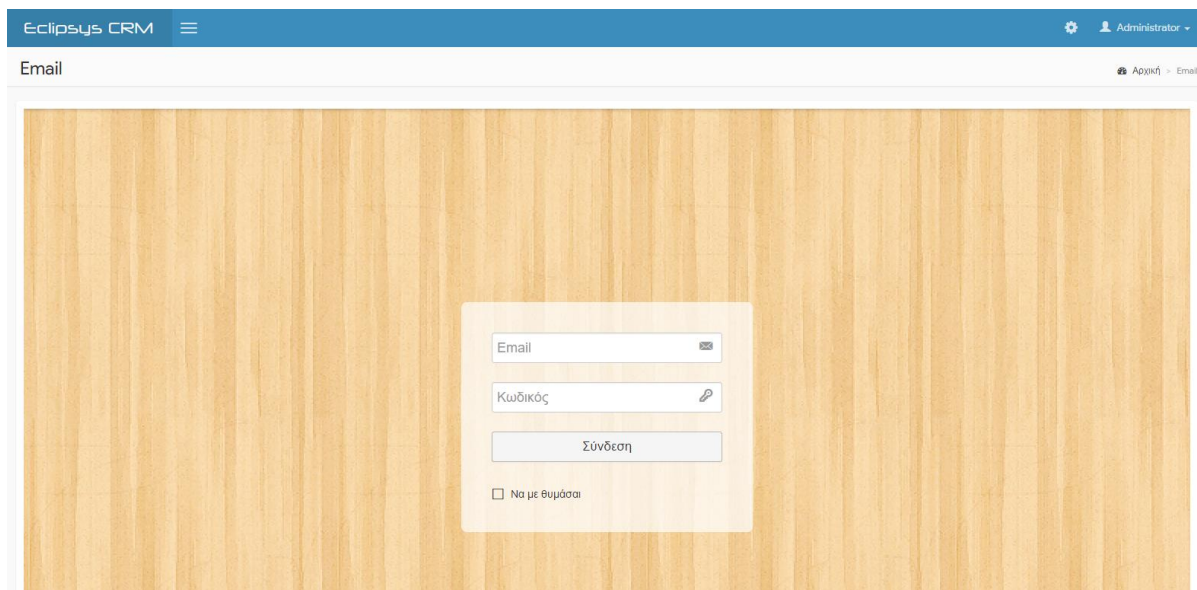 Eclipsys CRM
Administrator
Email
Αρχική > Email
Email
Κωδικός
Σύνδεση
Να με θυμάσαι